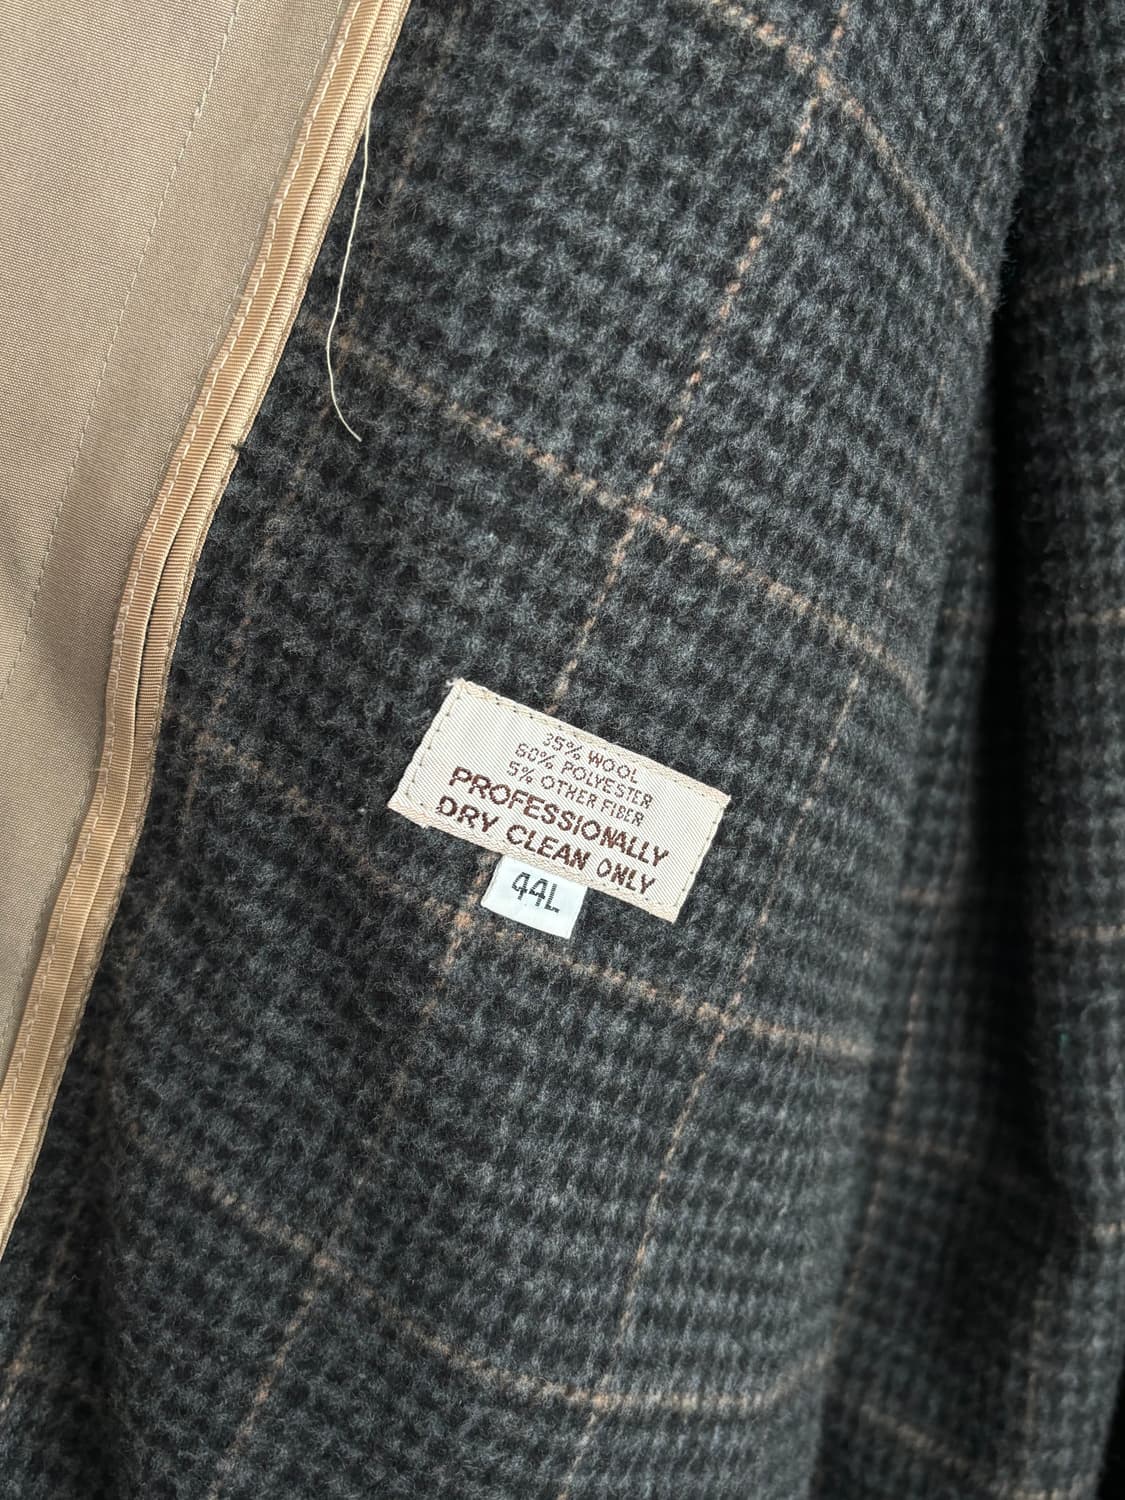 35% WOOL
60% POLYESTER
5% OTHER FIBER
PROFESSIONALLY
DRY CLEAN ONLY
44L